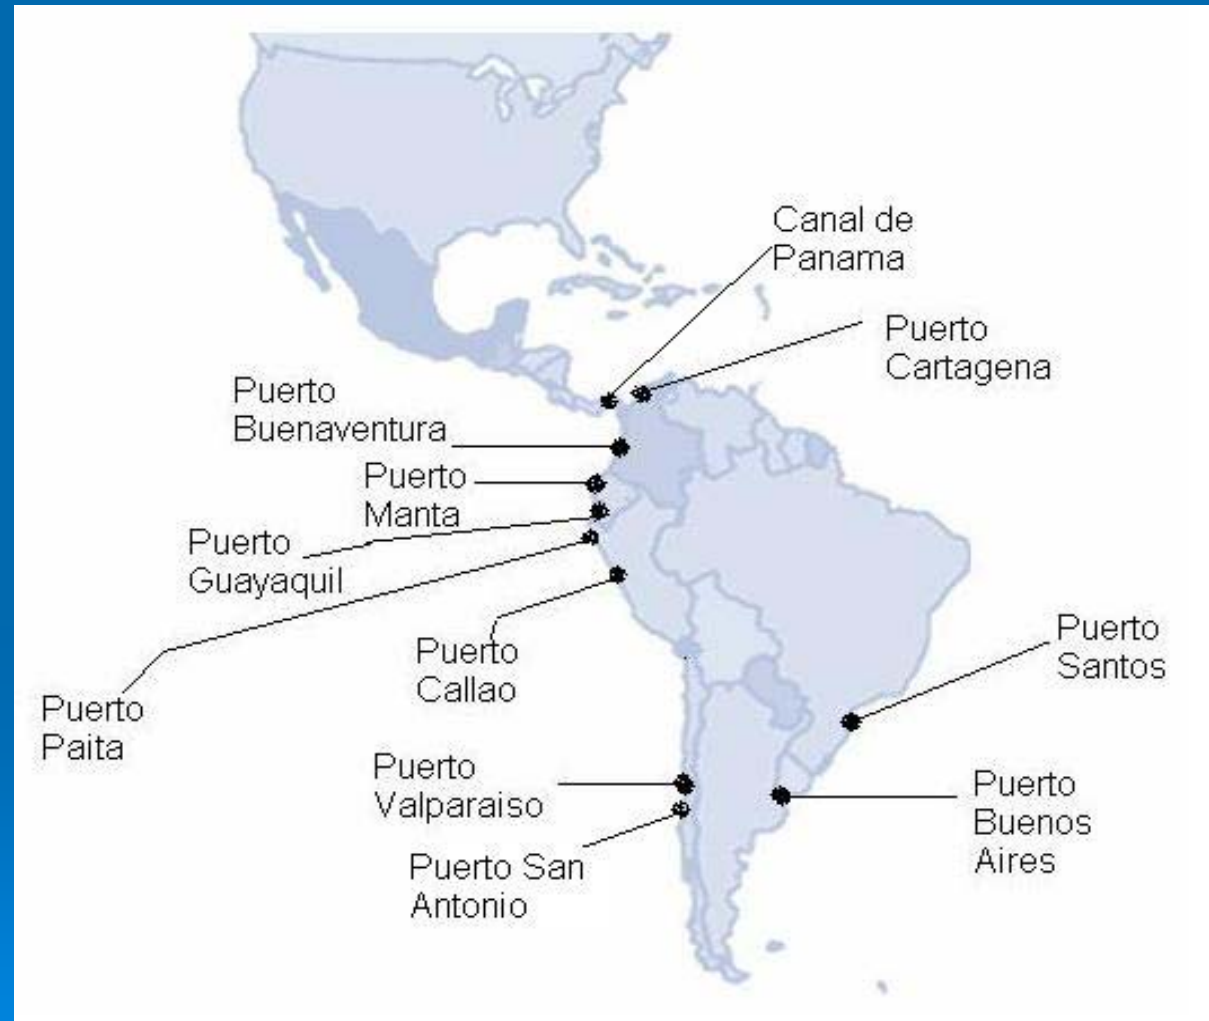 Canal de
Panama
Puerto
Cartagena
Puerto
Buenaventura
Puerto
Manta
Puerto
Guayaquil
Puerto
Callao
Puerto
Santos
Puerto
Paita
Puerto
Valparaiso
Puerto
Buenos
Aires
Puerto San
Antonio